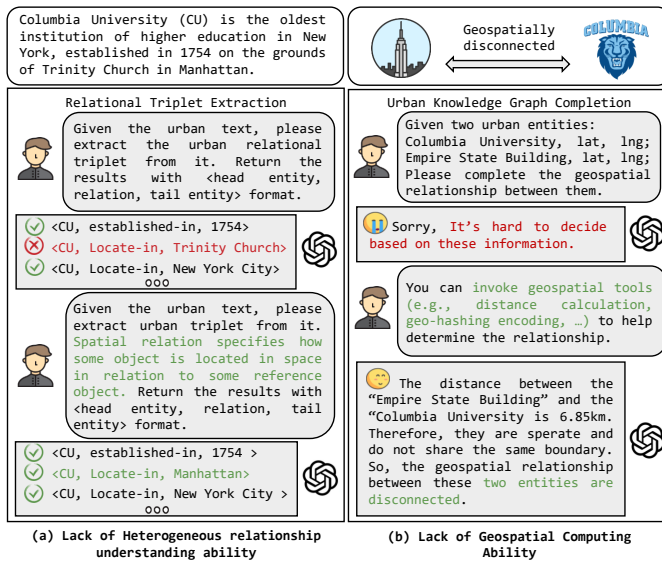 Columbia University (CU) is the oldest
institution of higher education in New
York, established in 1754 on the grounds
of Trinity Church in Manhattan.
Relational Triplet Extraction
Given the urban text, please
extract the urban relational
triplet from it. Return the
results with <head entity,
relation, tail entity> format.
<CU, established-in, 1754>
<CU, Locate-in, Trinity Church>
<CU, Locate-in, New York City>
ooo
Given the urban text, please
extract urban triplet from it.
Spatial relation specifies how
some object is located in space
in relation to some reference
object. Return the results with
<head entity, relation, tail
entity> format.
<CU, established-in, 1754 >
<CU, Locate-in, Manhattan>
<CU, Locate-in, New York City >
ooo
(a) Lack of Heterogeneous relationship
understanding ability
Geospatially
disconnected
COLUMBIA
Urban Knowledge Graph Completion
Given two urban entities:
Columbia University, lat, lng;
Empire State Building, lat, lng;
Please complete the geospatial
relationship between them.
Sorry, It's hard to decide
based on these information.
You can invoke geospatial tools
(e.g., distance calculation,
geo-hashing encoding, …) to help
determine the relationship.
The distance between the
“Empire State Building” and the
“Columbia University is 6.85km.
Therefore, they are sperate and
do not share the same boundary.
So, the geospatial relationship
between these two entities are
disconnected.
(b) Lack of Geospatial Computing
Ability